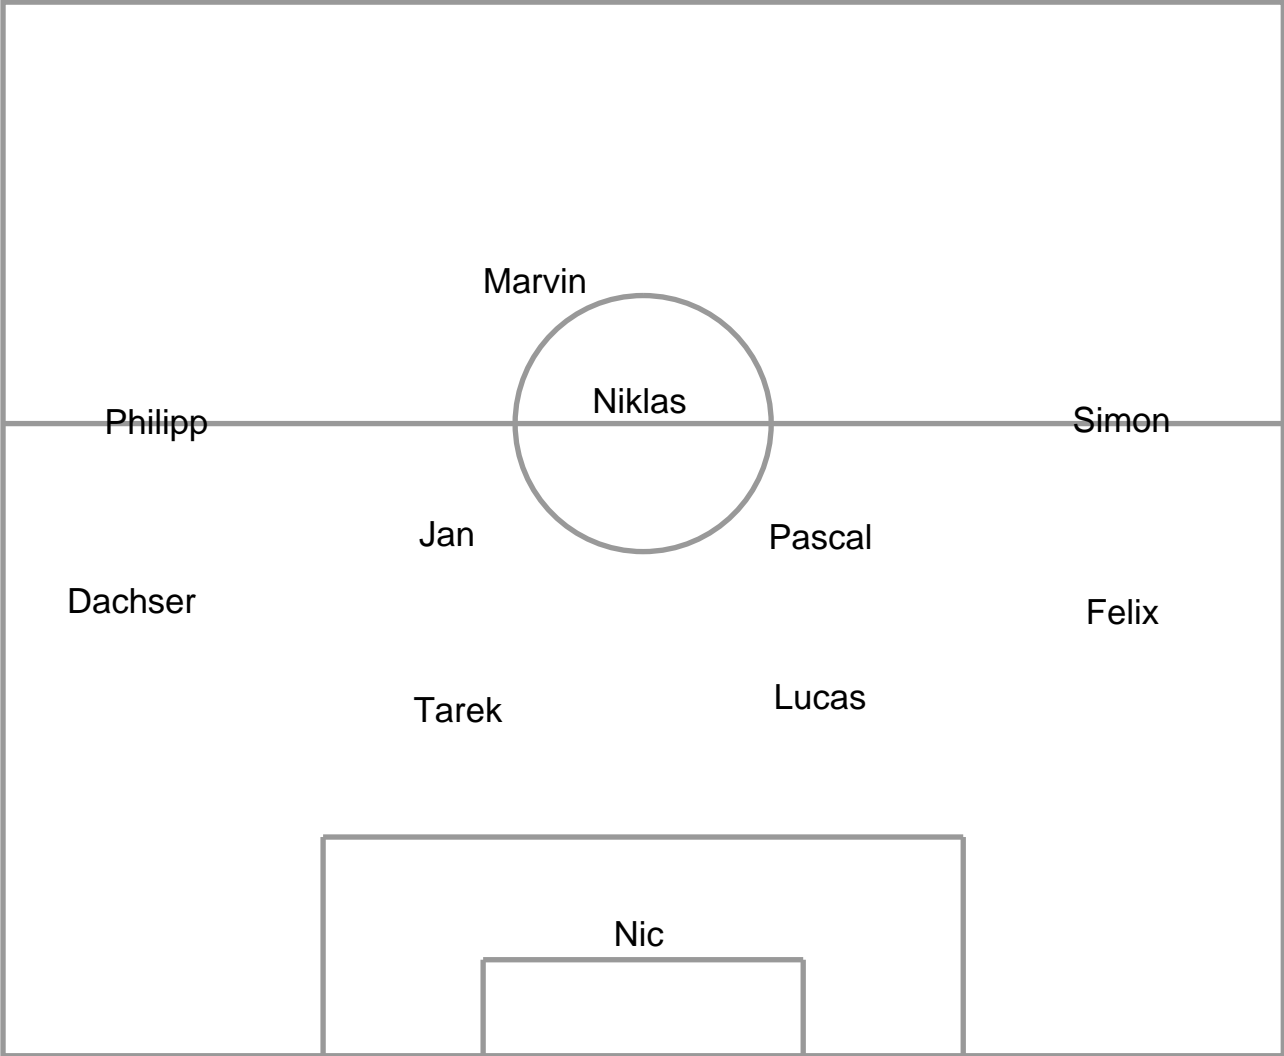 Marvin
Niklas
Philipp
Simon
Jan
Pascal
Dachser
Felix
Tarek
Lucas
Nic